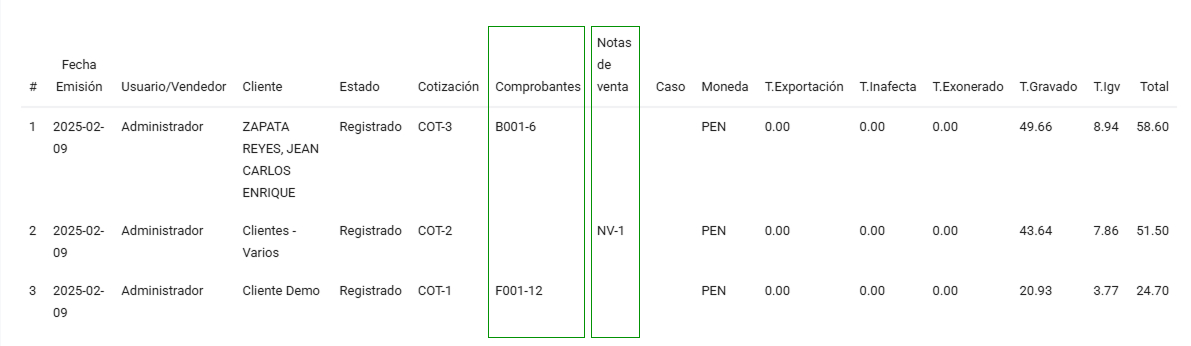 # Fecha Emisión Usuario/Vendedor Cliente Estado Cotización Comprobantes Notas de venta Caso Moneda T.Exportación T.Inafecta T.Exonerado T.Gravado T.Igv Total
1 2025-02-09 Administrador ZAPATA REYES, JEAN CARLOS ENRIQUE Registrado COT-3 B001-6 PEN 0.00 0.00 0.00 49.66 8.94 58.60
2 2025-02-09 Administrador Clientes - Varios Registrado COT-2 NV-1 PEN 0.00 0.00 0.00 43.64 7.86 51.50
3 2025-02-09 Administrador Cliente Demo Registrado COT-1 F001-12 PEN 0.00 0.00 0.00 20.93 3.77 24.70